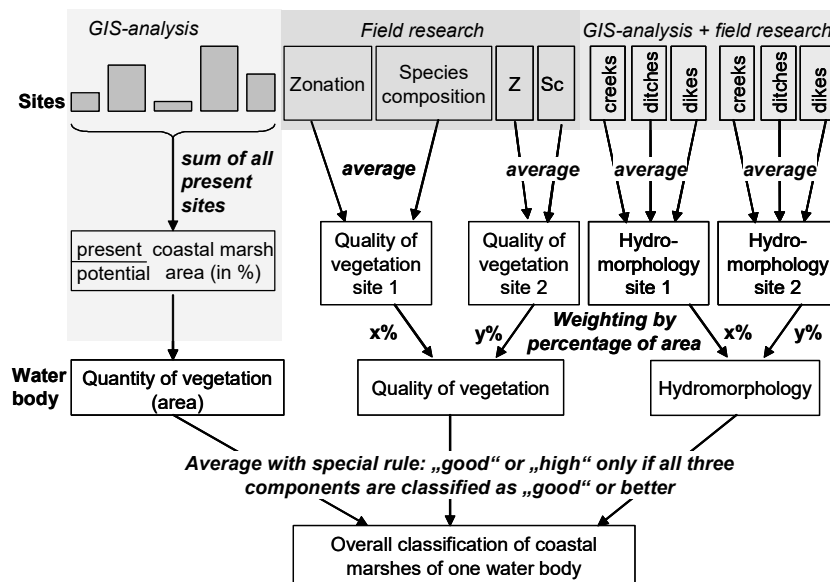 GIS-analysis
Field research
GIS-analysis + field research
Sites
Zonation
Species
composition
Z
Sc
creeks
ditches
dikes
creeks
ditches
dikes
sum of all
present
sites
average
average
average
average
present
potential
coastal marsh
area (in %)
Quality of
vegetation
site 1
Quality of
vegetation
site 2
Hydro-
morphology
site 1
Hydro-
morphology
site 2
x%
y%
Weighting by
percentage of area
x%
y%
Water
body
Quantity of vegetation
(area)
Quality of vegetation
Hydromorphology
Average with special rule: „good“ or „high“ only if all three
components are classified as „good“ or better
Overall classification of coastal
marshes of one water body